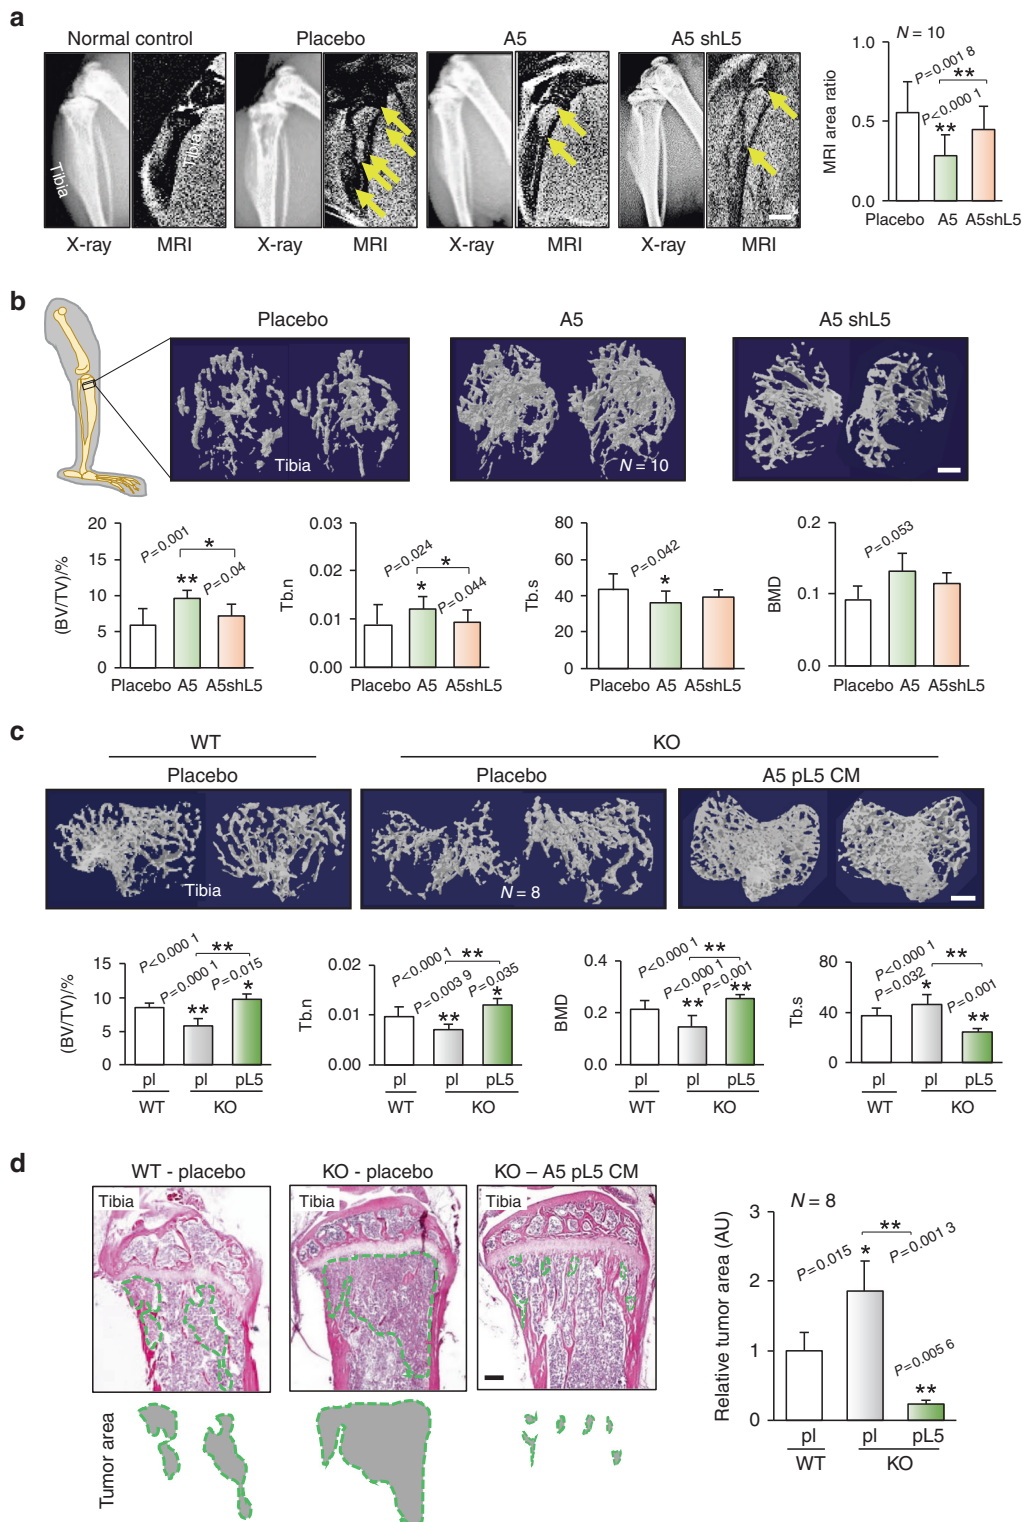 a
Normal control
Placebo
A5
A5 shL5
Tibia
Tibia
X-ray
MRI
X-ray
MRI
X-ray
MRI
X-ray
MRI
N = 10
MRI area ratio
1.0
0.5
0
P=0.001 8
**
P<0.000 1
**
Placebo
A5
A5shL5
b
Placebo
A5
A5 shL5
Tibia
N = 10
(BV/TV)/%
20
15
10
5
0
P=0.001
*
**
P=0.04
Placebo A5 A5shL5
Tb.n
0.03
0.02
0.01
0.00
P=0.024
*
*
P=0.044
Placebo A5 A5shL5
Tb.s
80
60
40
20
0
P=0.042
*
Placebo A5 A5shL5
BMD
0.2
0.1
0.0
P=0.053
Placebo A5 A5shL5
c
WT
KO
Placebo
Placebo
A5 pL5 CM
Tibia
N = 8
(BV/TV)/%
15
10
5
0
P<0.000 1
**
P=0.000 1
P=0.015
**
*
pl
pl
pL5
WT
KO
Tb.n
0.02
0.01
0.00
P<0.000 1
**
P=0.003 9
P=0.035
**
*
pl
pl
pL5
WT
KO
BMD
0.4
0.2
0.0
P<0.000 1
**
P<0.000 1
P=0.001
**
**
pl
pl
pL5
WT
KO
Tb.s
80
40
0
P<0.000 1
**
P=0.032
*
P=0.001
**
pl
pl
pL5
WT
KO
d
WT - placebo
KO - placebo
KO – A5 pL5 CM
Tibia
Tibia
Tibia
Tumor area
N = 8
Relative tumor area (AU)
3
2
1
0
**
P=0.001 3
P=0.015
*
P=0.005 6
**
pl
pl
pL5
WT
KO